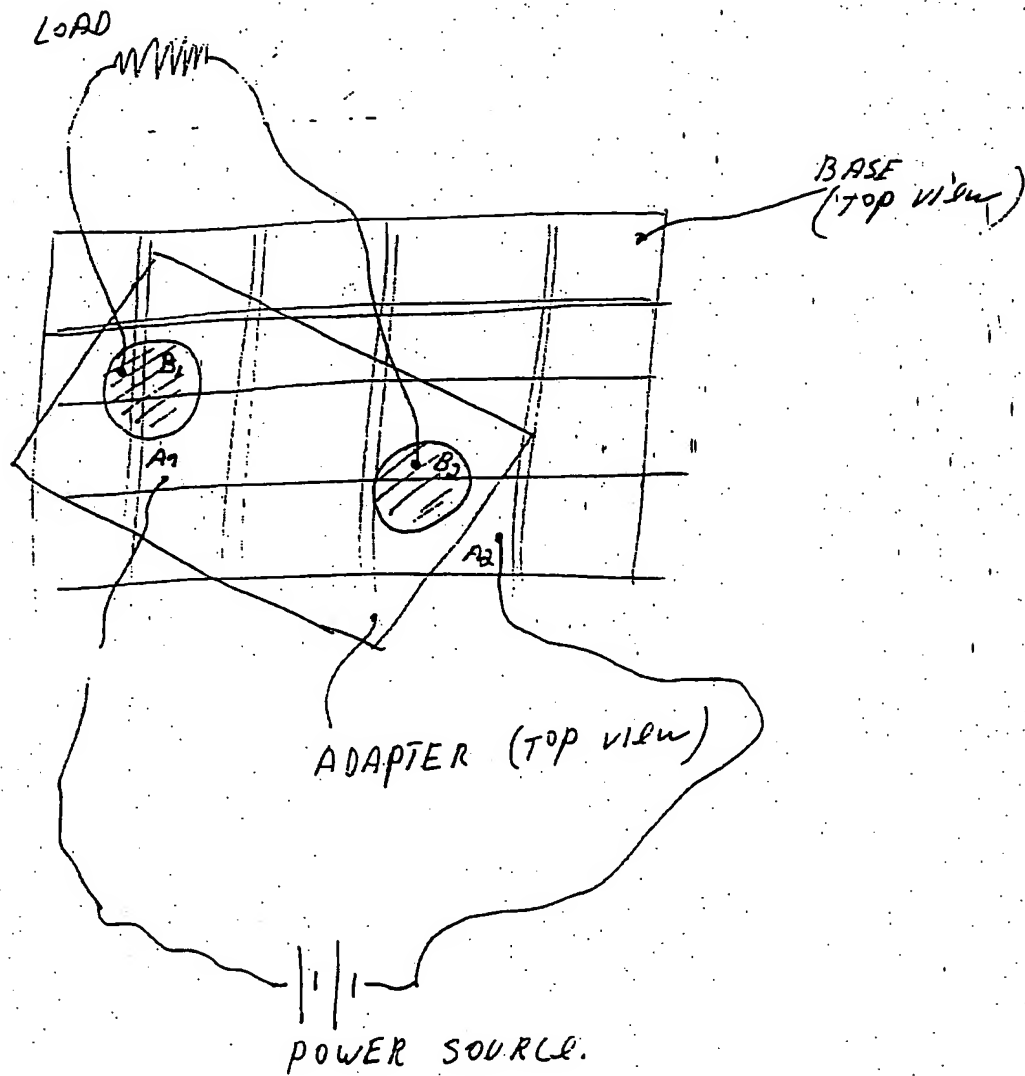 LOAD
BASE
(TOP view)
B1
A1
B2
A2
ADAPTER (TOP view)
POWER SOURCe.